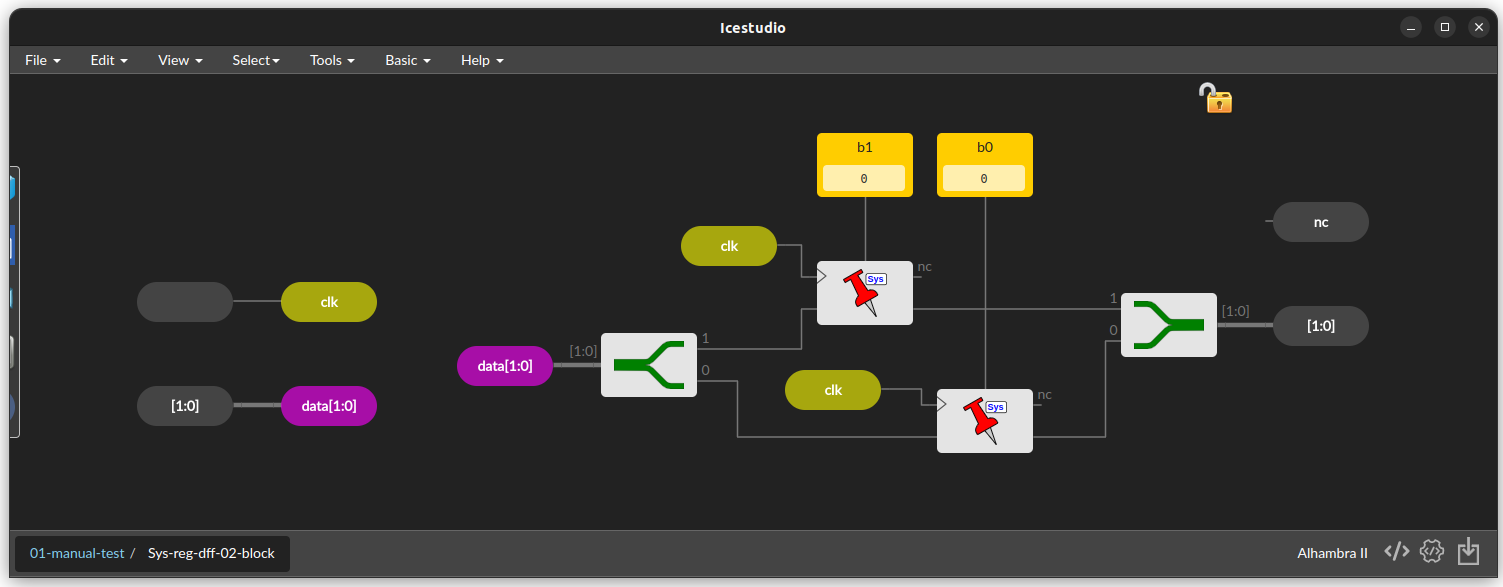 Icestudio
File Edit View Select Tools Basic Help
b1
0
b0
0
nc
clk
nc
Sys
clk
1
[1:0]
[1:0]
0
[1:0]
1
data[1:0]
0
clk
nc
Sys
[1:0]
data[1:0]
01-manual-test / Sys-reg-dff-02-block
Alhambra II